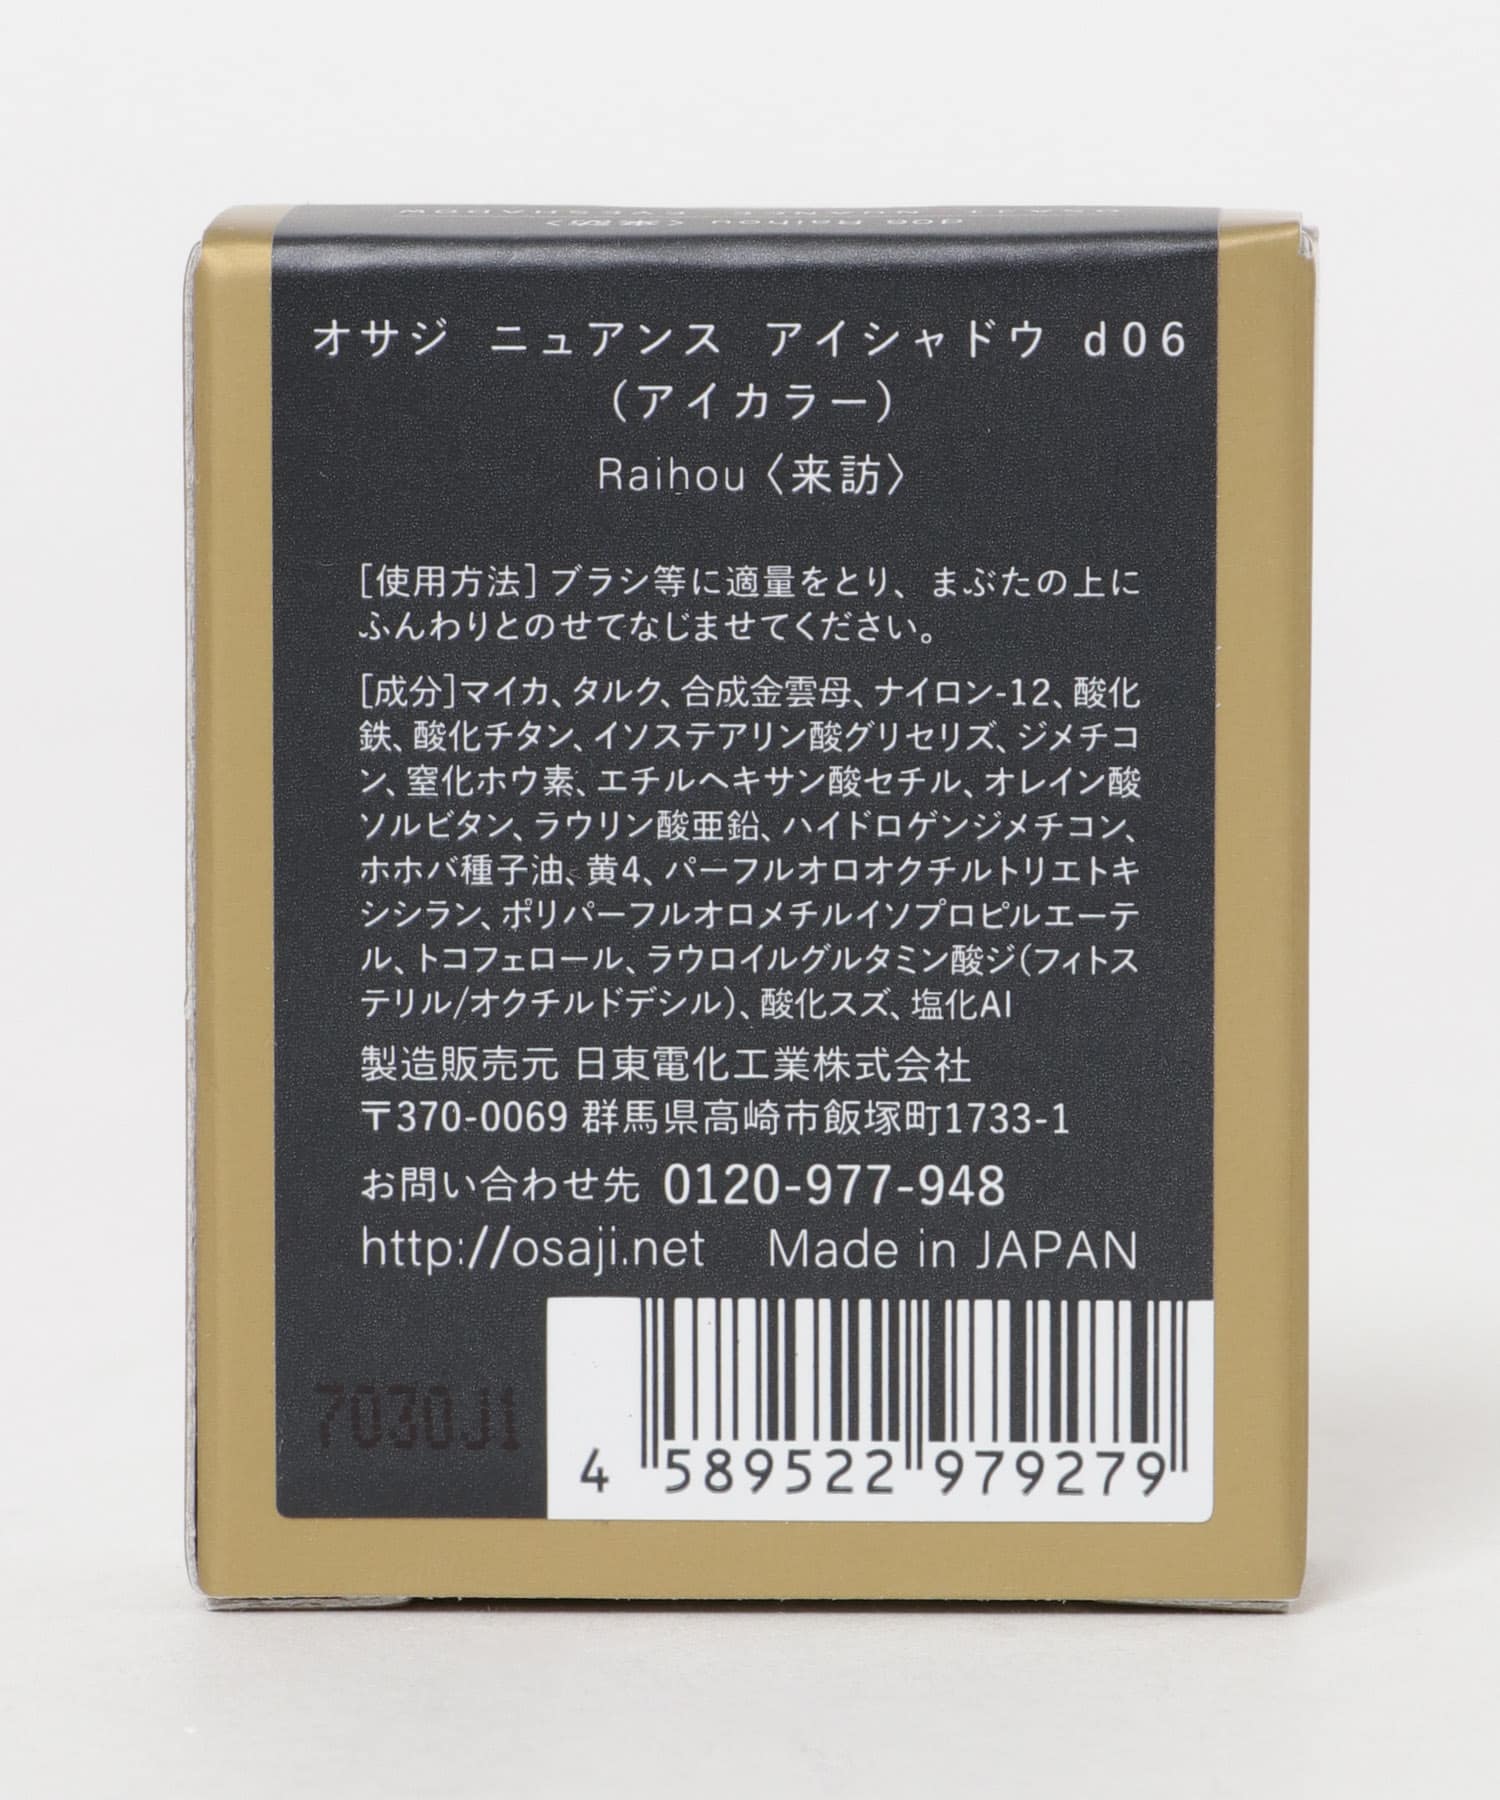 OSAJI NUANCE EYESHADOW
d06 Raihou〈来訪〉
オサジ ニュアンス アイシャドウ d06
（アイカラー）
Raihou〈来訪〉
[使用方法]ブラシ等に適量をとり、まぶたの上に
ふんわりとのせてなじませてください。
[成分]マイカ、タルク、合成金雲母、ナイロン-12、酸化
鉄、酸化チタン、イソステアリン酸グリセリズ、ジメチコ
ン、窒化ホウ素、エチルヘキサン酸セチル、オレイン酸
ソルビタン、ラウリン酸亜鉛、ハイドロゲンジメチコン、
ホホバ種子油、黄4、パーフルオロオクチルトリエトキ
シシラン、ポリパーフルオロメチルイソプロピルエーテ
ル、トコフェロール、ラウロイルグルタミン酸ジ(フィトス
テリル/オクチルドデシル)、酸化スズ、塩化Al
製造販売元 日東電化工業株式会社
〒370-0069 群馬県高崎市飯塚町1733-1
お問い合わせ先 0120-977-948
http://osaji.net Made in JAPAN
7030J1
4 589522 979279